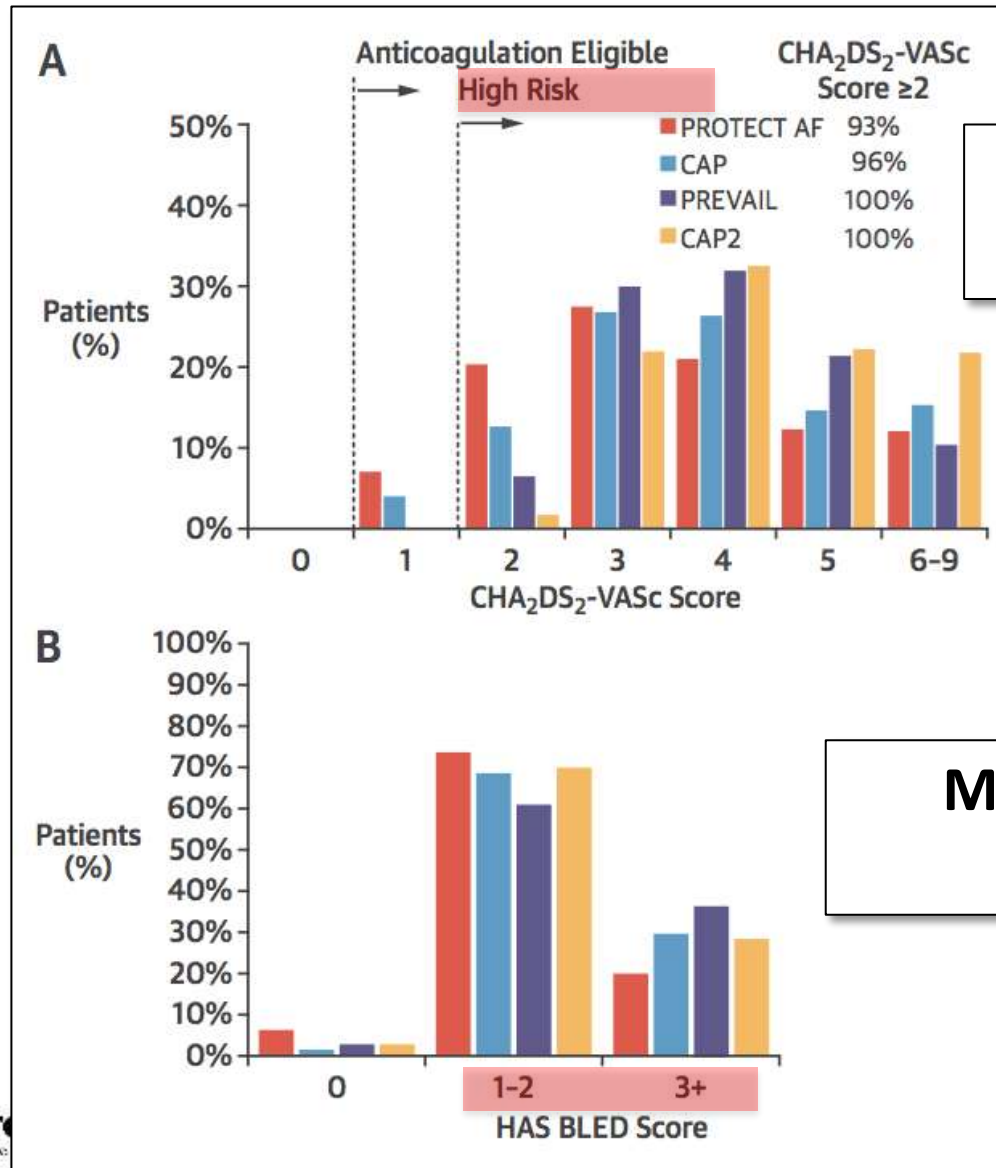 A
Anticoagulation Eligible
High Risk
CHA₂DS₂-VASc
Score ≥2
PROTECT AF 93%
CAP 96%
PREVAIL 100%
CAP2 100%
50%
40%
30%
20%
10%
0%
Patients
(%)
0 1 2 3 4 5 6-9
CHA₂DS₂-VASc Score
B
100%
90%
80%
70%
60%
50%
40%
30%
20%
10%
0%
Patients
(%)
M
0 1-2 3+
HAS BLED Score